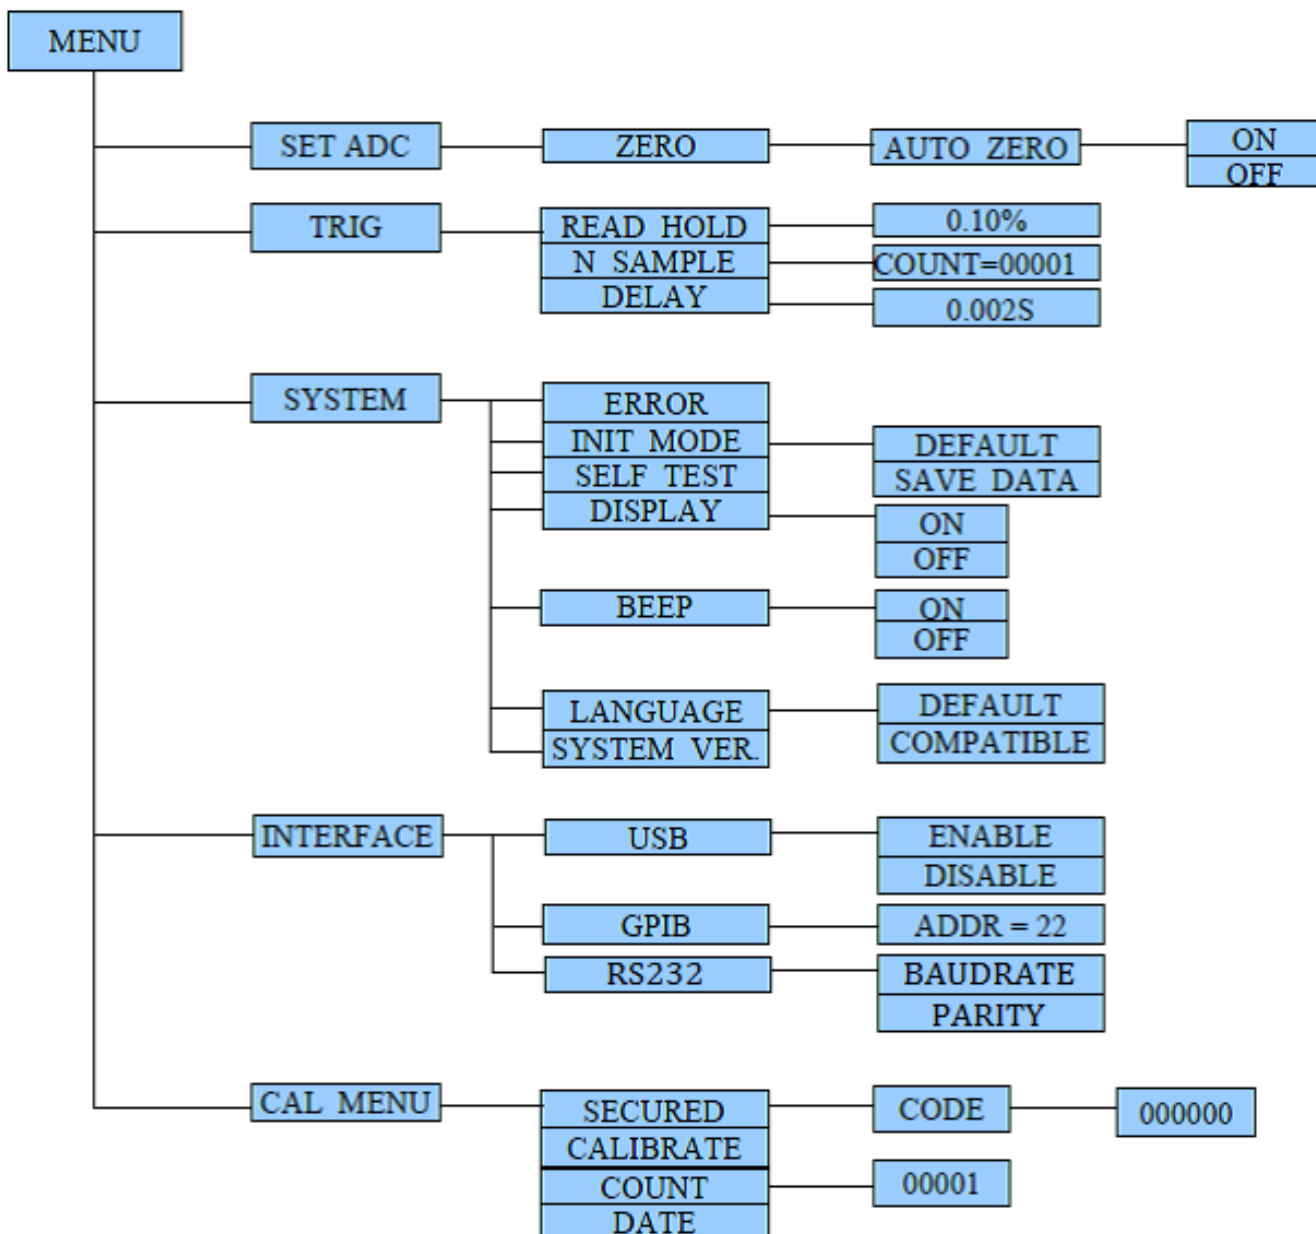 MENU
SET ADC
ZERO
AUTO ZERO
ON
OFF
TRIG
READ HOLD
0.10%
N SAMPLE
COUNT=00001
DELAY
0.002S
SYSTEM
ERROR
INIT MODE
DEFAULT
SELF TEST
SAVE DATA
DISPLAY
ON
OFF
BEEP
ON
OFF
LANGUAGE
DEFAULT
SYSTEM VER.
COMPATIBLE
INTERFACE
USB
ENABLE
DISABLE
GPIB
ADDR = 22
RS232
BAUDRATE
PARITY
CAL MENU
SECURED
CODE
000000
CALIBRATE
COUNT
00001
DATE